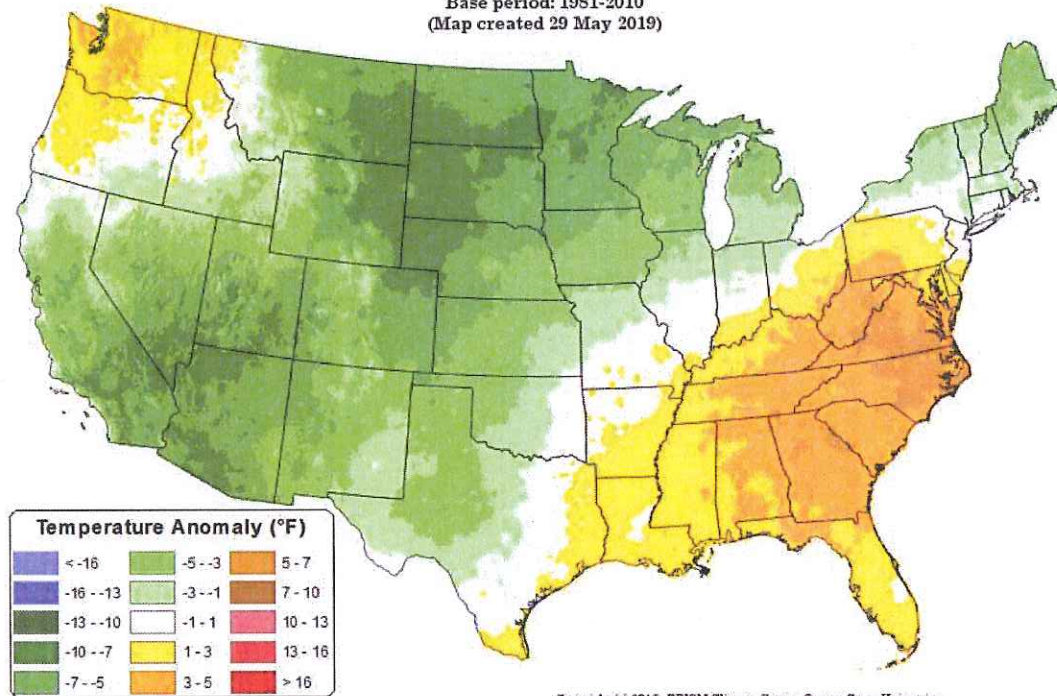 Base period: 1981-2010
(Map created 29 May 2019)
Temperature Anomaly (°F)
< -16
-16 - -13
-13 - -10
-10 - -7
-7 - -5
-5 - -3
-3 - -1
-1 - 1
1 - 3
3 - 5
5 - 7
7 - 10
10 - 13
13 - 16
> 16